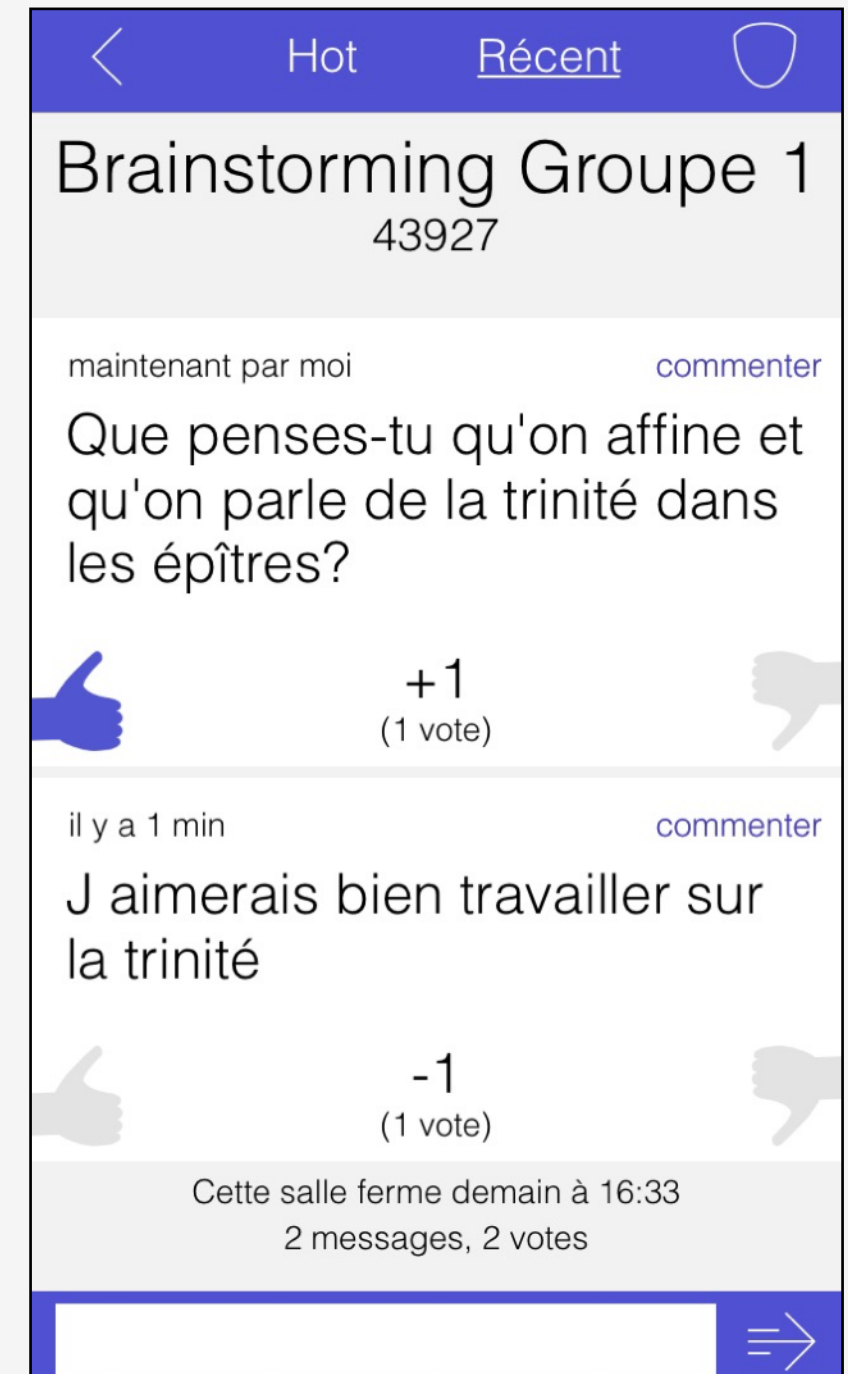 Hot Récent
Brainstorming Groupe 1
43927
maintenant par moi commenter
Que penses-tu qu'on affine et
qu'on parle de la trinité dans
les épîtres?
+1
(1 vote)
il y a 1 min commenter
J aimerais bien travailler sur
la trinité
-1
(1 vote)
Cette salle ferme demain à 16:33
2 messages, 2 votes